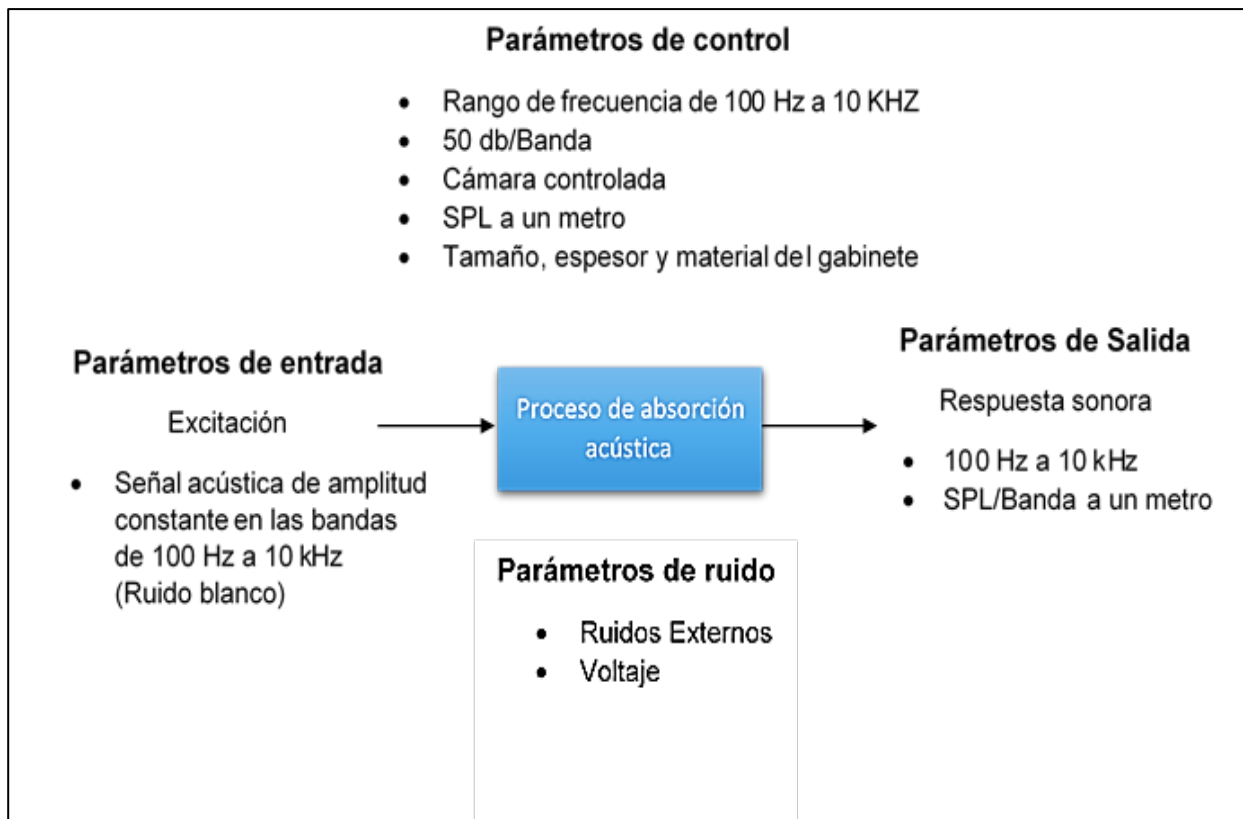 Parámetros de control
• Rango de frecuencia de 100 Hz a 10 KHZ
• 50 db/Banda
• Cámara controlada
• SPL a un metro
• Tamaño, espesor y material del gabinete
Parámetros de entrada
Excitación
• Señal acústica de amplitud
constante en las bandas
de 100 Hz a 10 kHz
(Ruido blanco)
Proceso de absorción
acústica
Parámetros de Salida
Respuesta sonora
• 100 Hz a 10 kHz
• SPL/Banda a un metro
Parámetros de ruido
• Ruidos Externos
• Voltaje